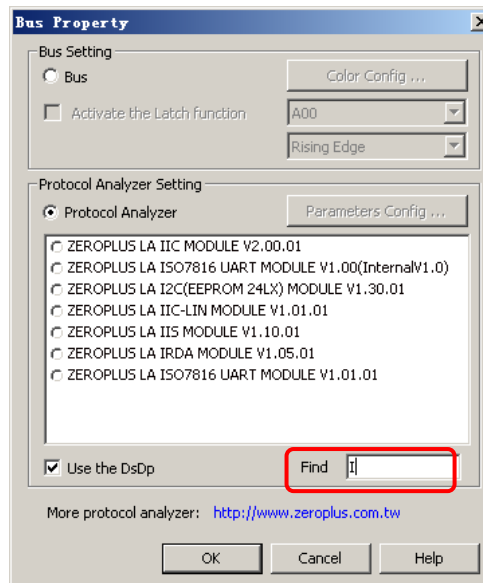 Bus Property
Bus Setting
Bus
Color Config ...
Activate the Latch function
A00
Rising Edge
Protocol Analyzer Setting
Protocol Analyzer
Parameters Config ...
ZEROPLUS LA IIC MODULE V2.00.01
ZEROPLUS LA ISO7816 UART MODULE V1.00(InternalV1.0)
ZEROPLUS LA I2C(EEPROM 24LX) MODULE V1.30.01
ZEROPLUS LA IIC-LIN MODULE V1.01.01
ZEROPLUS LA IIS MODULE V1.10.01
ZEROPLUS LA IRDA MODULE V1.05.01
ZEROPLUS LA ISO7816 UART MODULE V1.01.01
Use the DsDp
Find I
More protocol analyzer: http://www.zeroplus.com.tw
OK Cancel Help